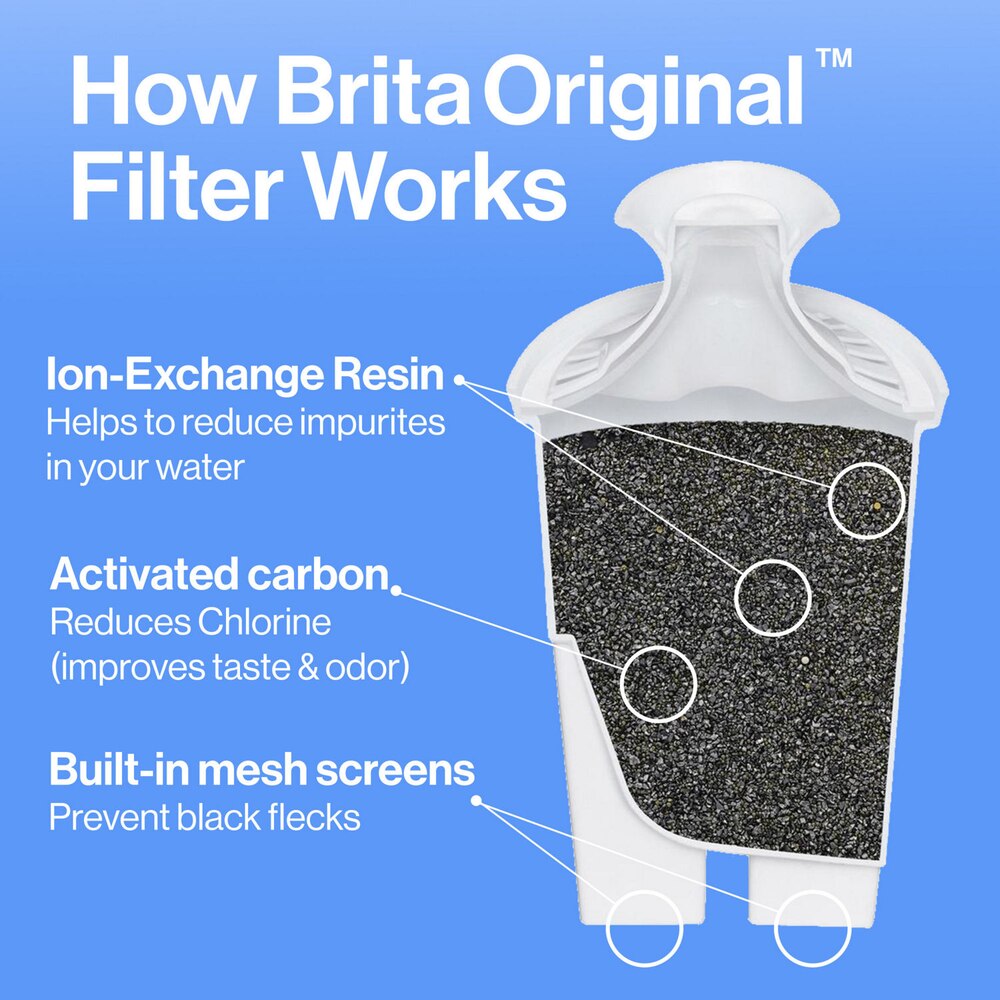 How Brita Original™
Filter Works
Ion-Exchange Resin
Helps to reduce impurites
in your water
Activated carbon
Reduces Chlorine
(improves taste & odor)
Built-in mesh screens
Prevent black flecks